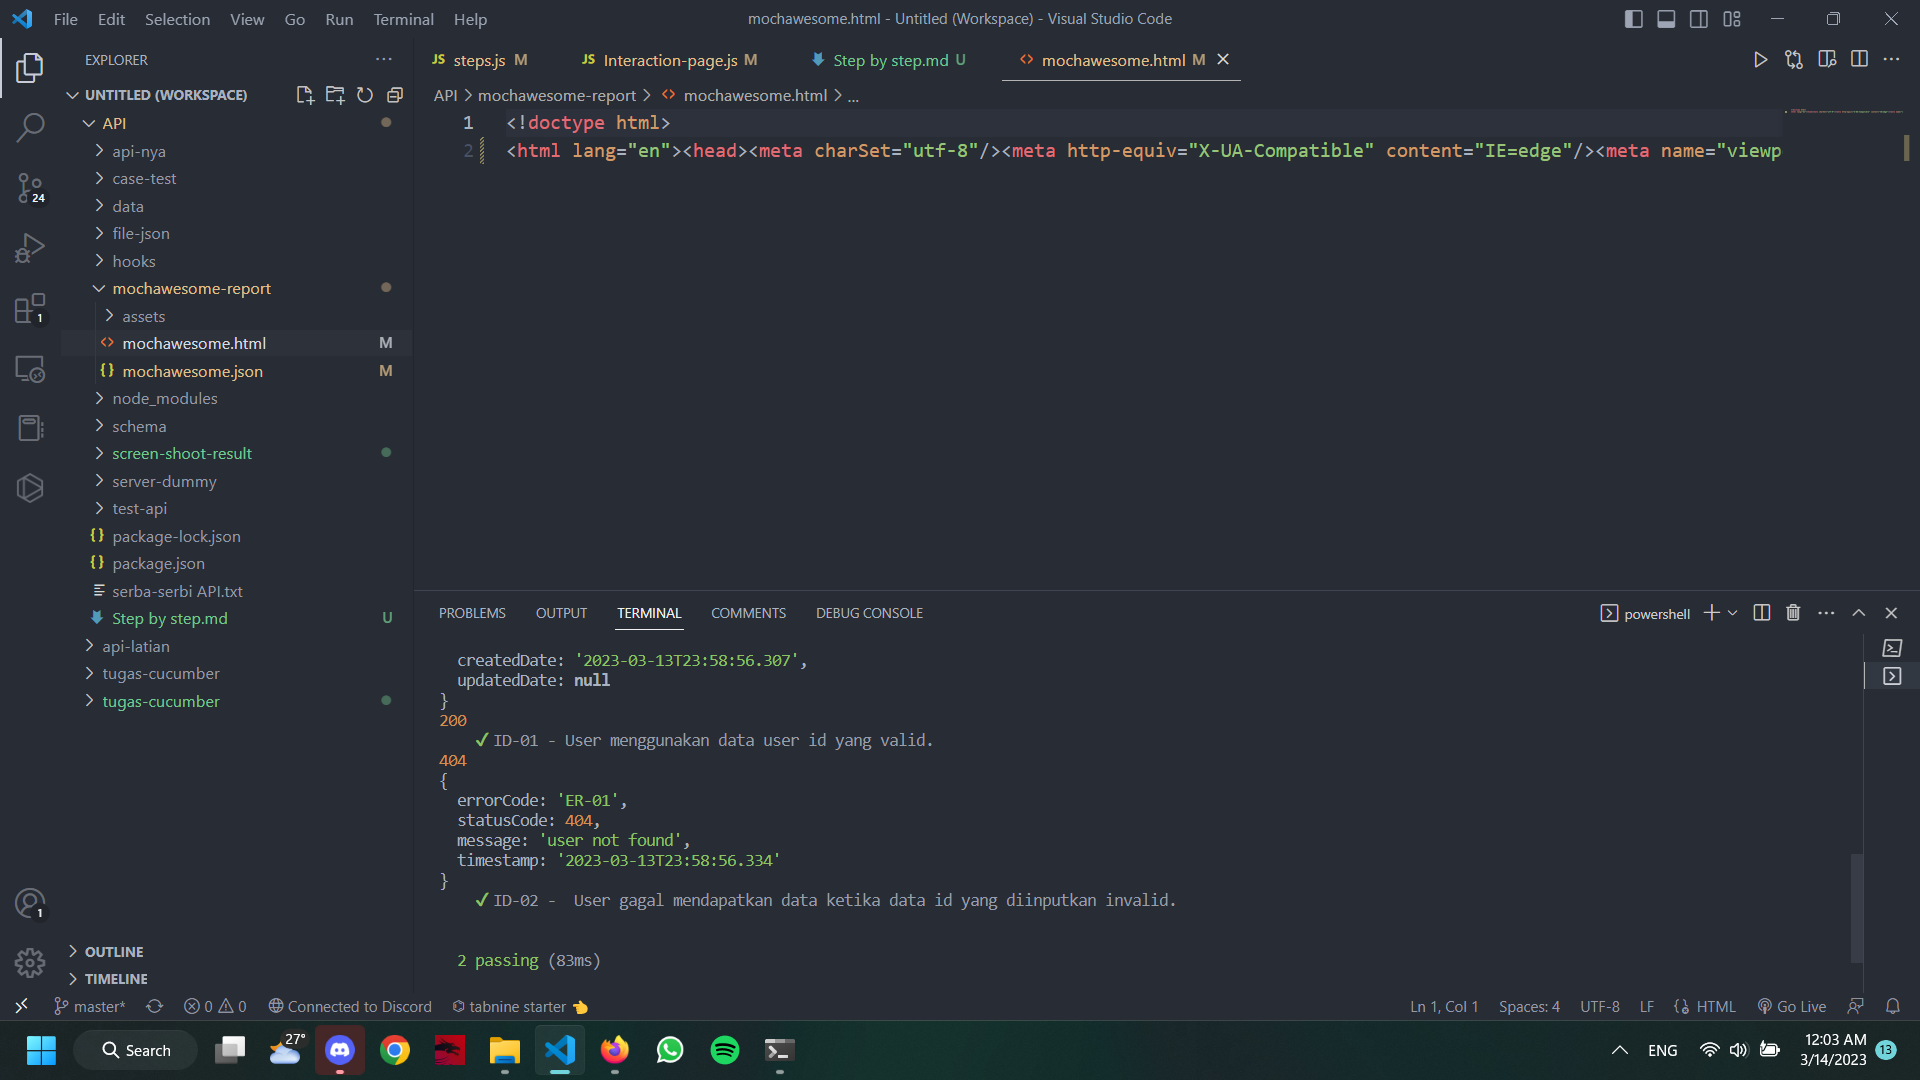 File Edit Selection View Go Run Terminal Help
mochawesome.html - Untitled (Workspace) - Visual Studio Code
EXPLORER
UNTITLED (WORKSPACE)
API
api-nya
case-test
data
file-json
hooks
mochawesome-report
assets
<> mochawesome.html M
{} mochawesome.json M
node_modules
schema
screen-shoot-result
server-dummy
test-api
{} package-lock.json
{} package.json
serba-serbi API.txt
Step by step.md U
api-latian
tugas-cucumber
tugas-cucumber
OUTLINE
TIMELINE
24
1
1
JS steps.js M
JS Interaction-page.js M
Step by step.md U
<> mochawesome.html M
API > mochawesome-report > <> mochawesome.html > ...
1 <!doctype html>
2 <html lang="en"><head><meta charSet="utf-8"/><meta http-equiv="X-UA-Compatible" content="IE=edge"/><meta name="viewp
PROBLEMS OUTPUT TERMINAL COMMENTS DEBUG CONSOLE
powershell
createdDate: '2023-03-13T23:58:56.307',
updatedDate: null
}
200
✓ ID-01 - User menggunakan data user id yang valid.
404
{
errorCode: 'ER-01',
statusCode: 404,
message: 'user not found',
timestamp: '2023-03-13T23:58:56.334'
}
✓ ID-02 -  User gagal mendapatkan data ketika data id yang diinputkan invalid.
2 passing (83ms)
master* 0 0 Connected to Discord tabnine starter
Ln 1, Col 1 Spaces: 4 UTF-8 LF HTML Go Live
Search
27°
ENG
12:03 AM
3/14/2023
13